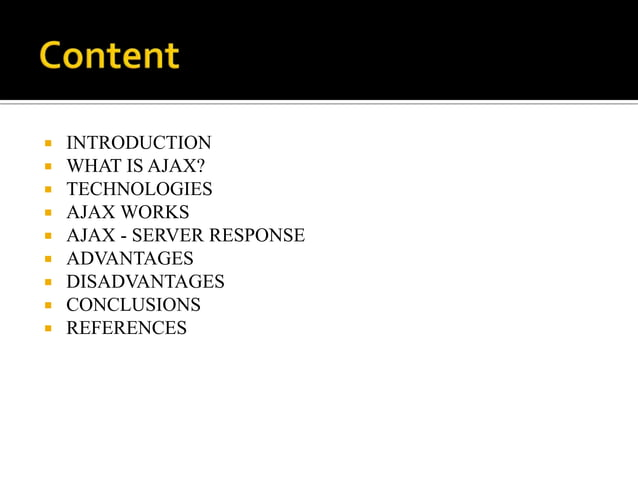 Content
INTRODUCTION
WHAT IS AJAX?
TECHNOLOGIES
AJAX WORKS
AJAX - SERVER RESPONSE
ADVANTAGES
DISADVANTAGES
CONCLUSIONS
REFERENCES